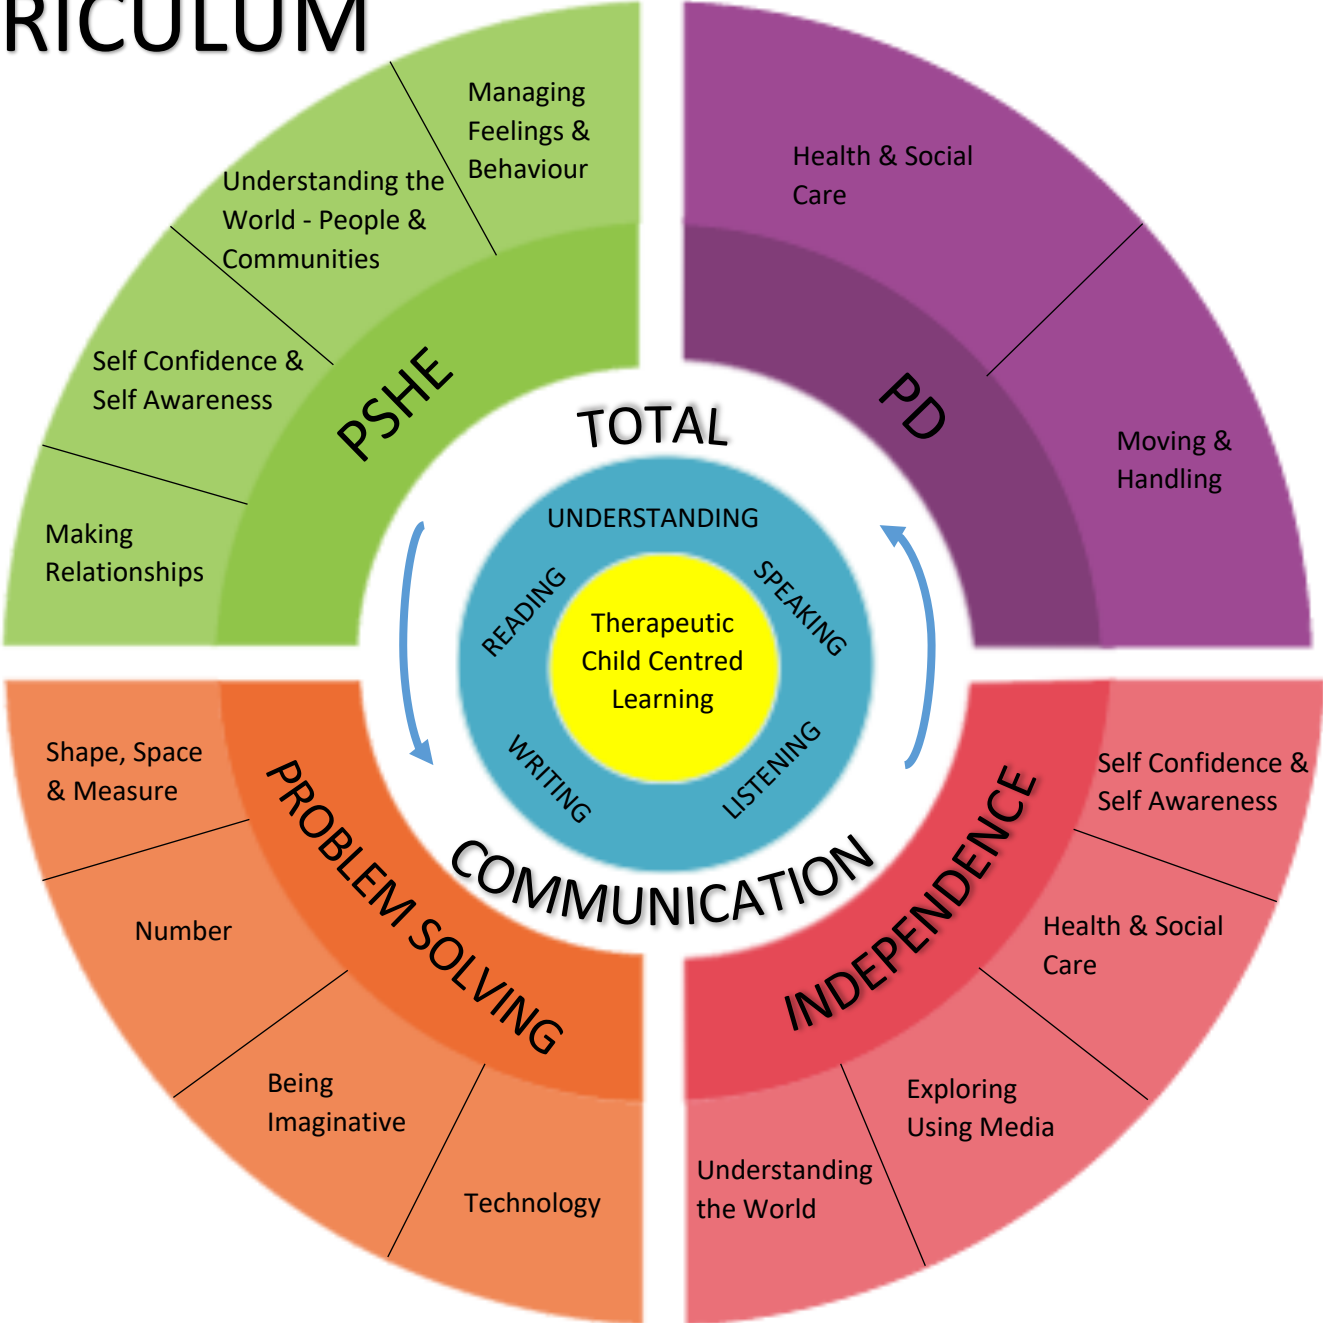 RICULUM
Managing
Feelings &
Behaviour
Understanding the
World - People &
Communities
Self Confidence &
Self Awareness
Making
Relationships
PSHE
Health & Social
Care
Moving &
Handling
PD
TOTAL
UNDERSTANDING
READING
SPEAKING
Therapeutic
Child Centred
Learning
WRITING
LISTENING
COMMUNICATION
Shape, Space
& Measure
Number
Being
Imaginative
Technology
PROBLEM SOLVING
INDEPENDENCE
Self Confidence &
Self Awareness
Health & Social
Care
Exploring
Using Media
Understanding
the World